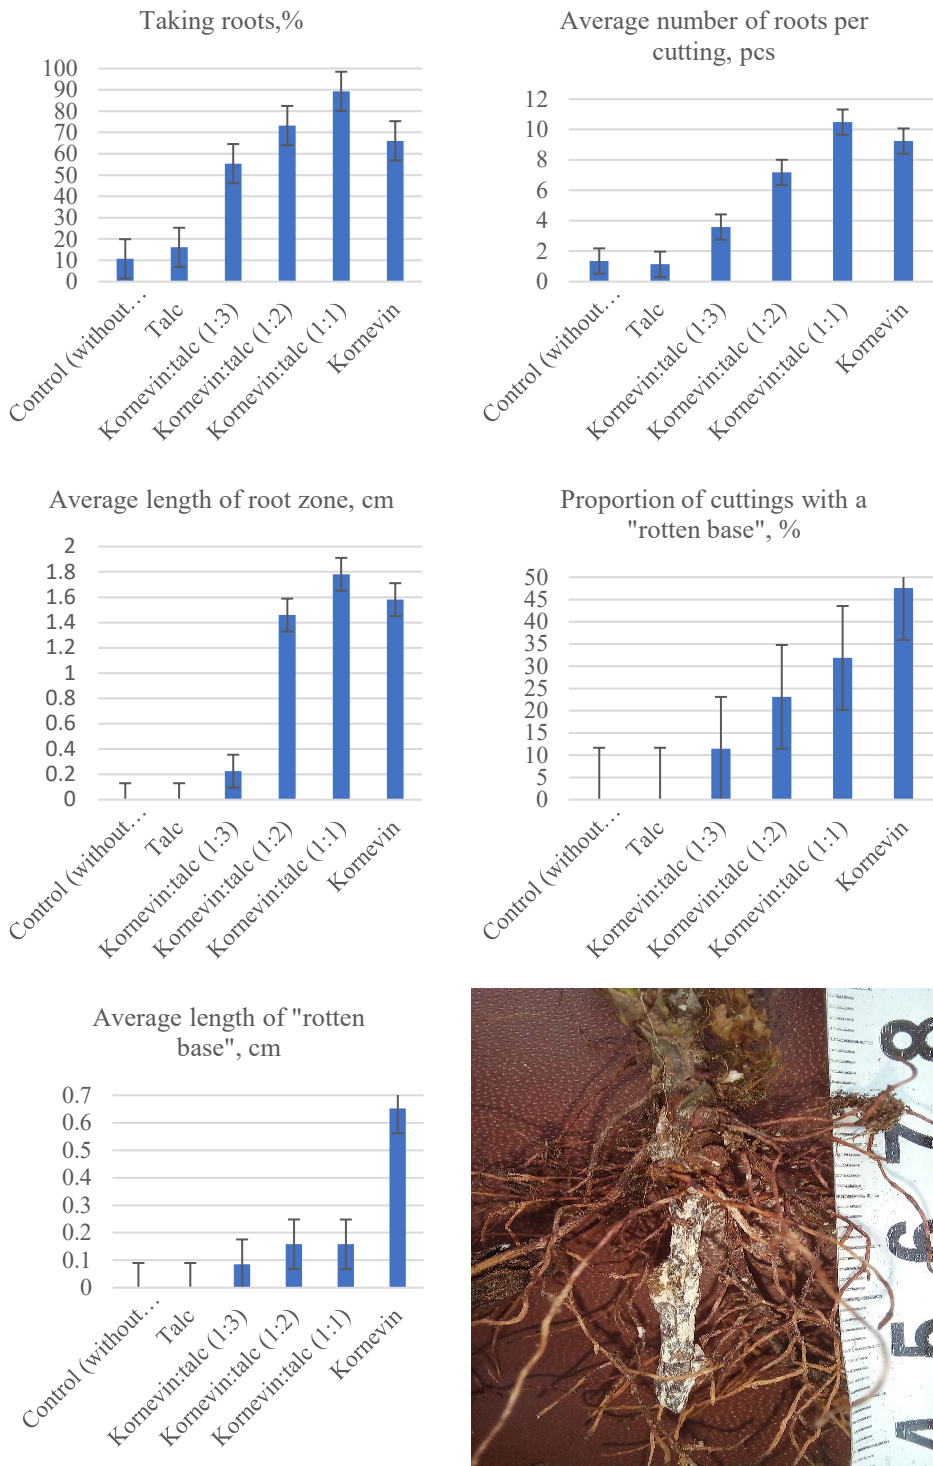 Taking roots,%
100
90
80
70
60
50
40
30
20
10
0
Control (without…
Talc
Kornevin:talc (1:3)
Kornevin:talc (1:2)
Kornevin:talc (1:1)
Kornevin
Average number of roots per
cutting, pcs
12
10
8
6
4
2
0
Control (without…
Talc
Kornevin:talc (1:3)
Kornevin:talc (1:2)
Kornevin:talc (1:1)
Kornevin
Average length of root zone, cm
2
1.8
1.6
1.4
1.2
1
0.8
0.6
0.4
0.2
0
Control (without…
Talc
Kornevin:talc (1:3)
Kornevin:talc (1:2)
Kornevin:talc (1:1)
Kornevin
Proportion of cuttings with a
"rotten base", %
50
45
40
35
30
25
20
15
10
5
0
Control (without…
Talc
Kornevin:talc (1:3)
Kornevin:talc (1:2)
Kornevin:talc (1:1)
Kornevin
Average length of "rotten
base", cm
0.7
0.6
0.5
0.4
0.3
0.2
0.1
0
Control (without…
Talc
Kornevin:talc (1:3)
Kornevin:talc (1:2)
Kornevin:talc (1:1)
Kornevin
8
7
6
5
4